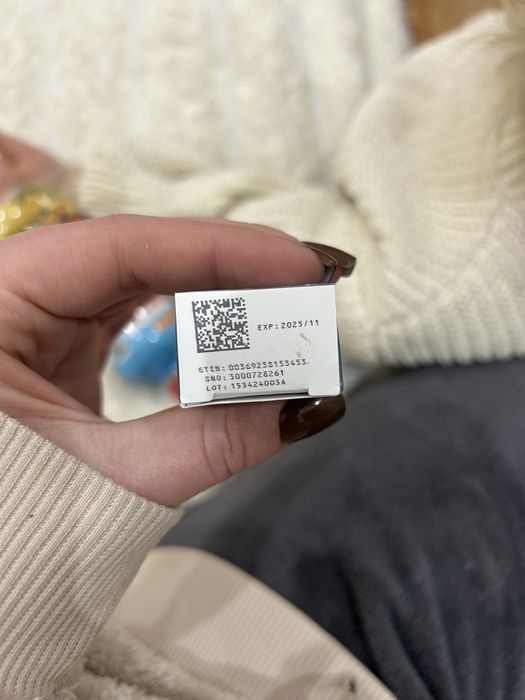 EXP: 2025/11
GTIN: 00369238153453
SNO: 3000728261
LOT: 153424003A